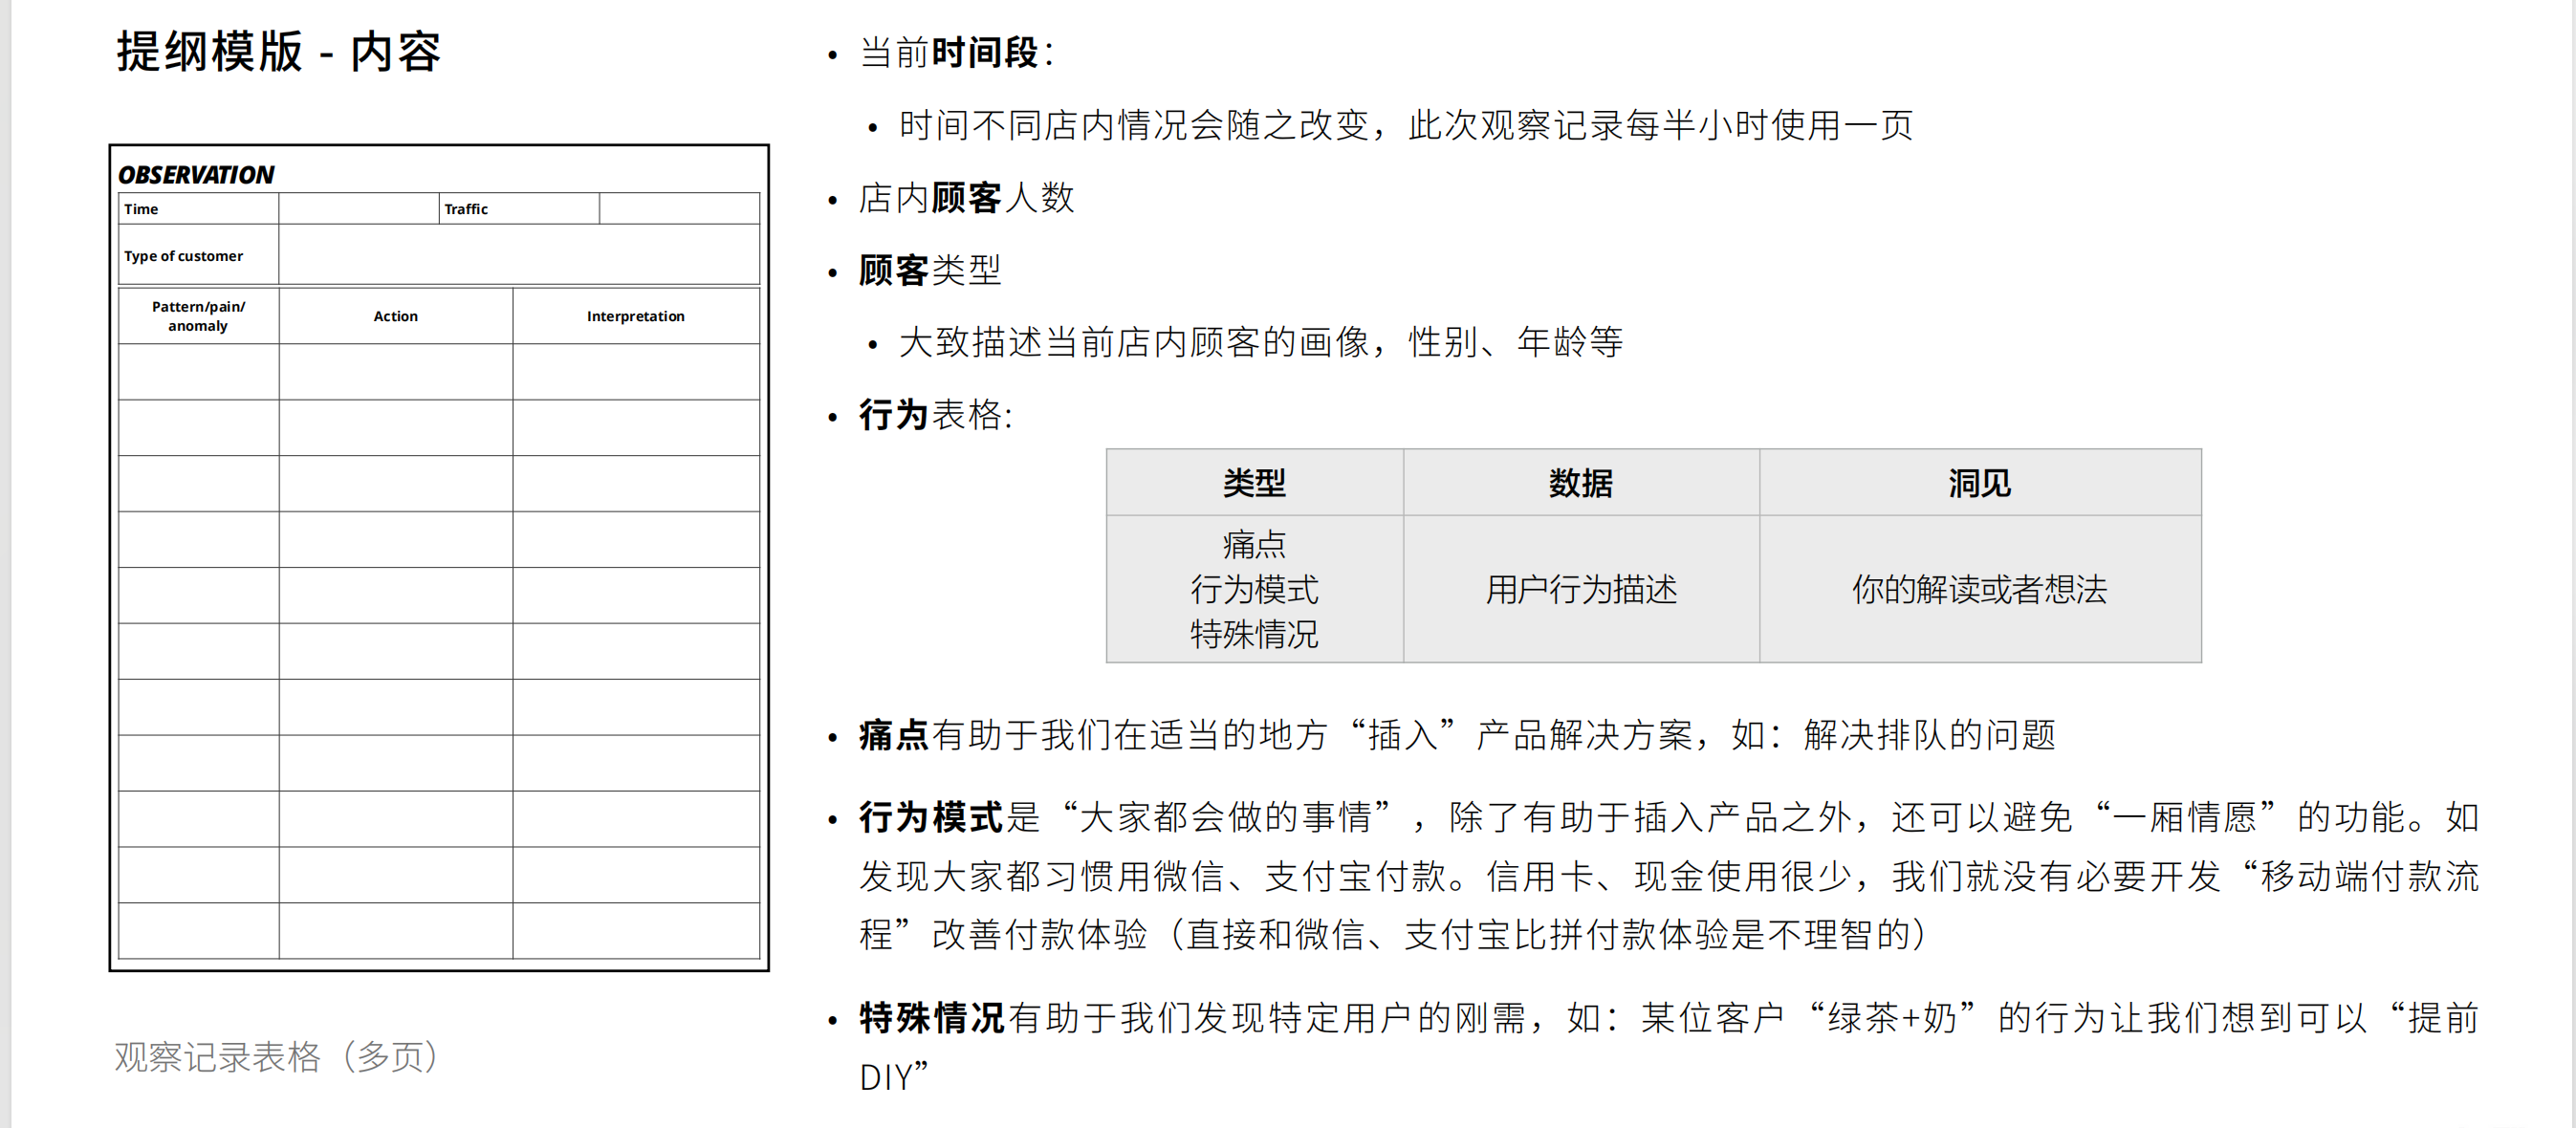 提纲模版 - 内容
OBSERVATION
Time
Traffic
Type of customer
Pattern/pain/
anomaly
Action
Interpretation
观察记录表格（多页）
• 当前时间段：
• 时间不同店内情况会随之改变，此次观察记录每半小时使用一页
• 店内顾客人数
• 顾客类型
• 大致描述当前店内顾客的画像，性别、年龄等
• 行为表格:
类型
数据
洞见
痛点
行为模式
特殊情况
用户行为描述
你的解读或者想法
• 痛点有助于我们在适当的地方“插入”产品解决方案，如：解决排队的问题
• 行为模式是“大家都会做的事情”，除了有助于插入产品之外，还可以避免“一厢情愿”的功能。如
发现大家都习惯用微信、支付宝付款。信用卡、现金使用很少，我们就没有必要开发“移动端付款流
程”改善付款体验（直接和微信、支付宝比拼付款体验是不理智的）
• 特殊情况有助于我们发现特定用户的刚需，如：某位客户“绿茶+奶”的行为让我们想到可以“提前
DIY”